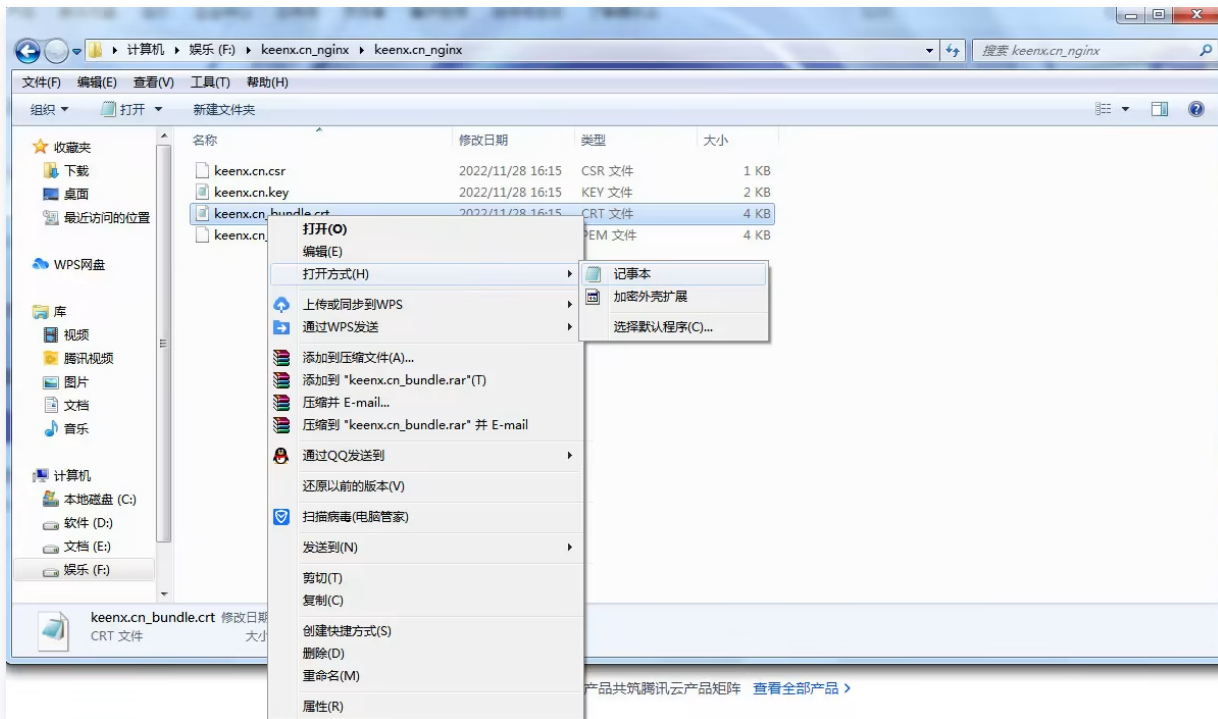 计算机 ▸ 娱乐 (F:) ▸ keenx.cn_nginx ▸ keenx.cn_nginx
搜索 keenx.cn_nginx
文件(F) 编辑(E) 查看(V) 工具(T) 帮助(H)
组织 打开 新建文件夹
收藏夹
下载
桌面
最近访问的位置
WPS网盘
库
视频
腾讯视频
图片
文档
音乐
计算机
本地磁盘 (C:)
软件 (D:)
文档 (E:)
娱乐 (F:)
名称 修改日期 类型 大小
keenx.cn.csr 2022/11/28 16:15 CSR 文件 1 KB
keenx.cn.key 2022/11/28 16:15 KEY 文件 2 KB
keenx.cn_bundle.crt 2022/11/28 16:15 CRT 文件 4 KB
keenx.cn_ PEM 文件 4 KB
打开(O)
编辑(E)
打开方式(H)
上传或同步到WPS
通过WPS发送
添加到压缩文件(A)...
添加到 "keenx.cn_bundle.rar"(T)
压缩并 E-mail...
压缩到 "keenx.cn_bundle.rar" 并 E-mail
通过QQ发送到
还原以前的版本(V)
扫描病毒(电脑管家)
发送到(N)
剪切(T)
复制(C)
创建快捷方式(S)
删除(D)
重命名(M)
属性(R)
记事本
加密外壳扩展
选择默认程序(C)...
keenx.cn_bundle.crt 修改日期
CRT 文件 大小
产品共筑腾讯云产品矩阵 查看全部产品 >